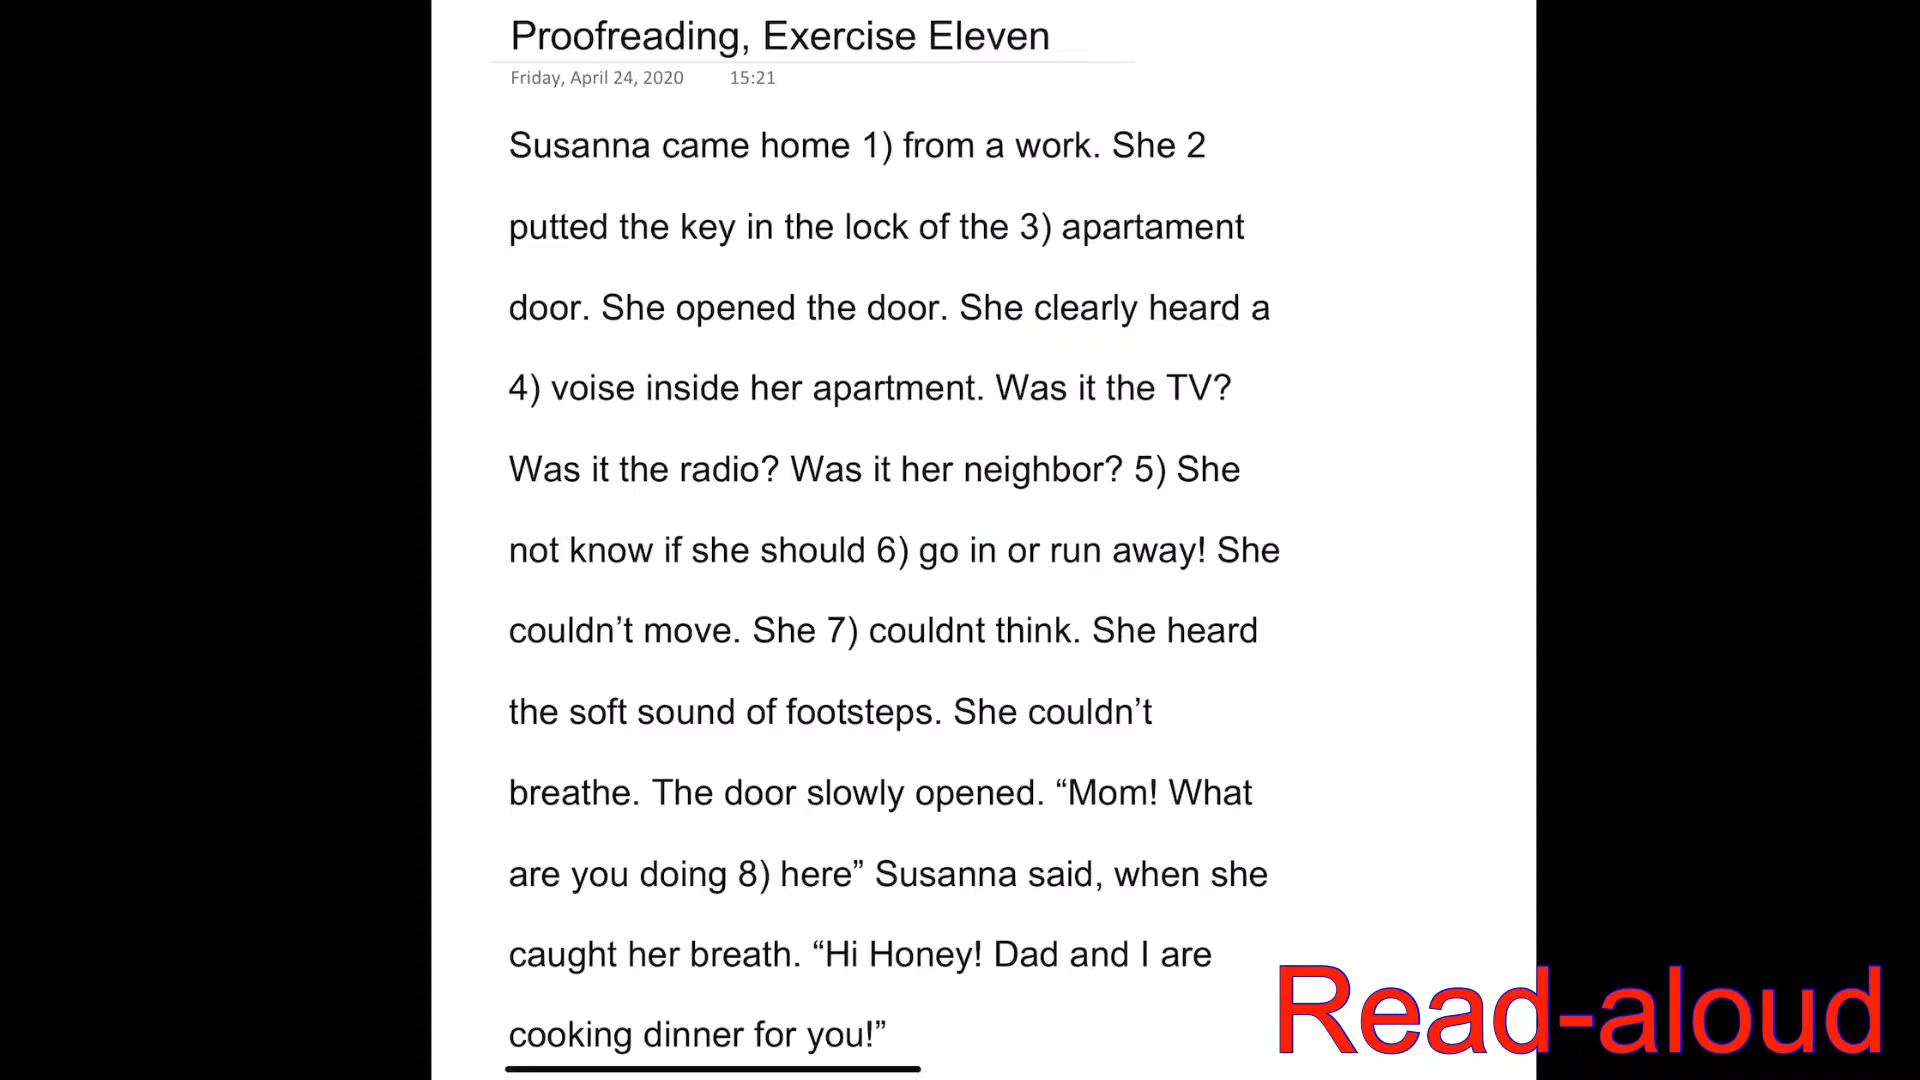 Proofreading, Exercise Eleven
Friday, April 24, 2020 15:21
Susanna came home 1) from a work. She 2
putted the key in the lock of the 3) apartament
door. She opened the door. She clearly heard a
4) voise inside her apartment. Was it the TV?
Was it the radio? Was it her neighbor? 5) She
not know if she should 6) go in or run away! She
couldn’t move. She 7) couldnt think. She heard
the soft sound of footsteps. She couldn’t
breathe. The door slowly opened. “Mom! What
are you doing 8) here” Susanna said, when she
caught her breath. “Hi Honey! Dad and I are
cooking dinner for you!”
Read-aloud